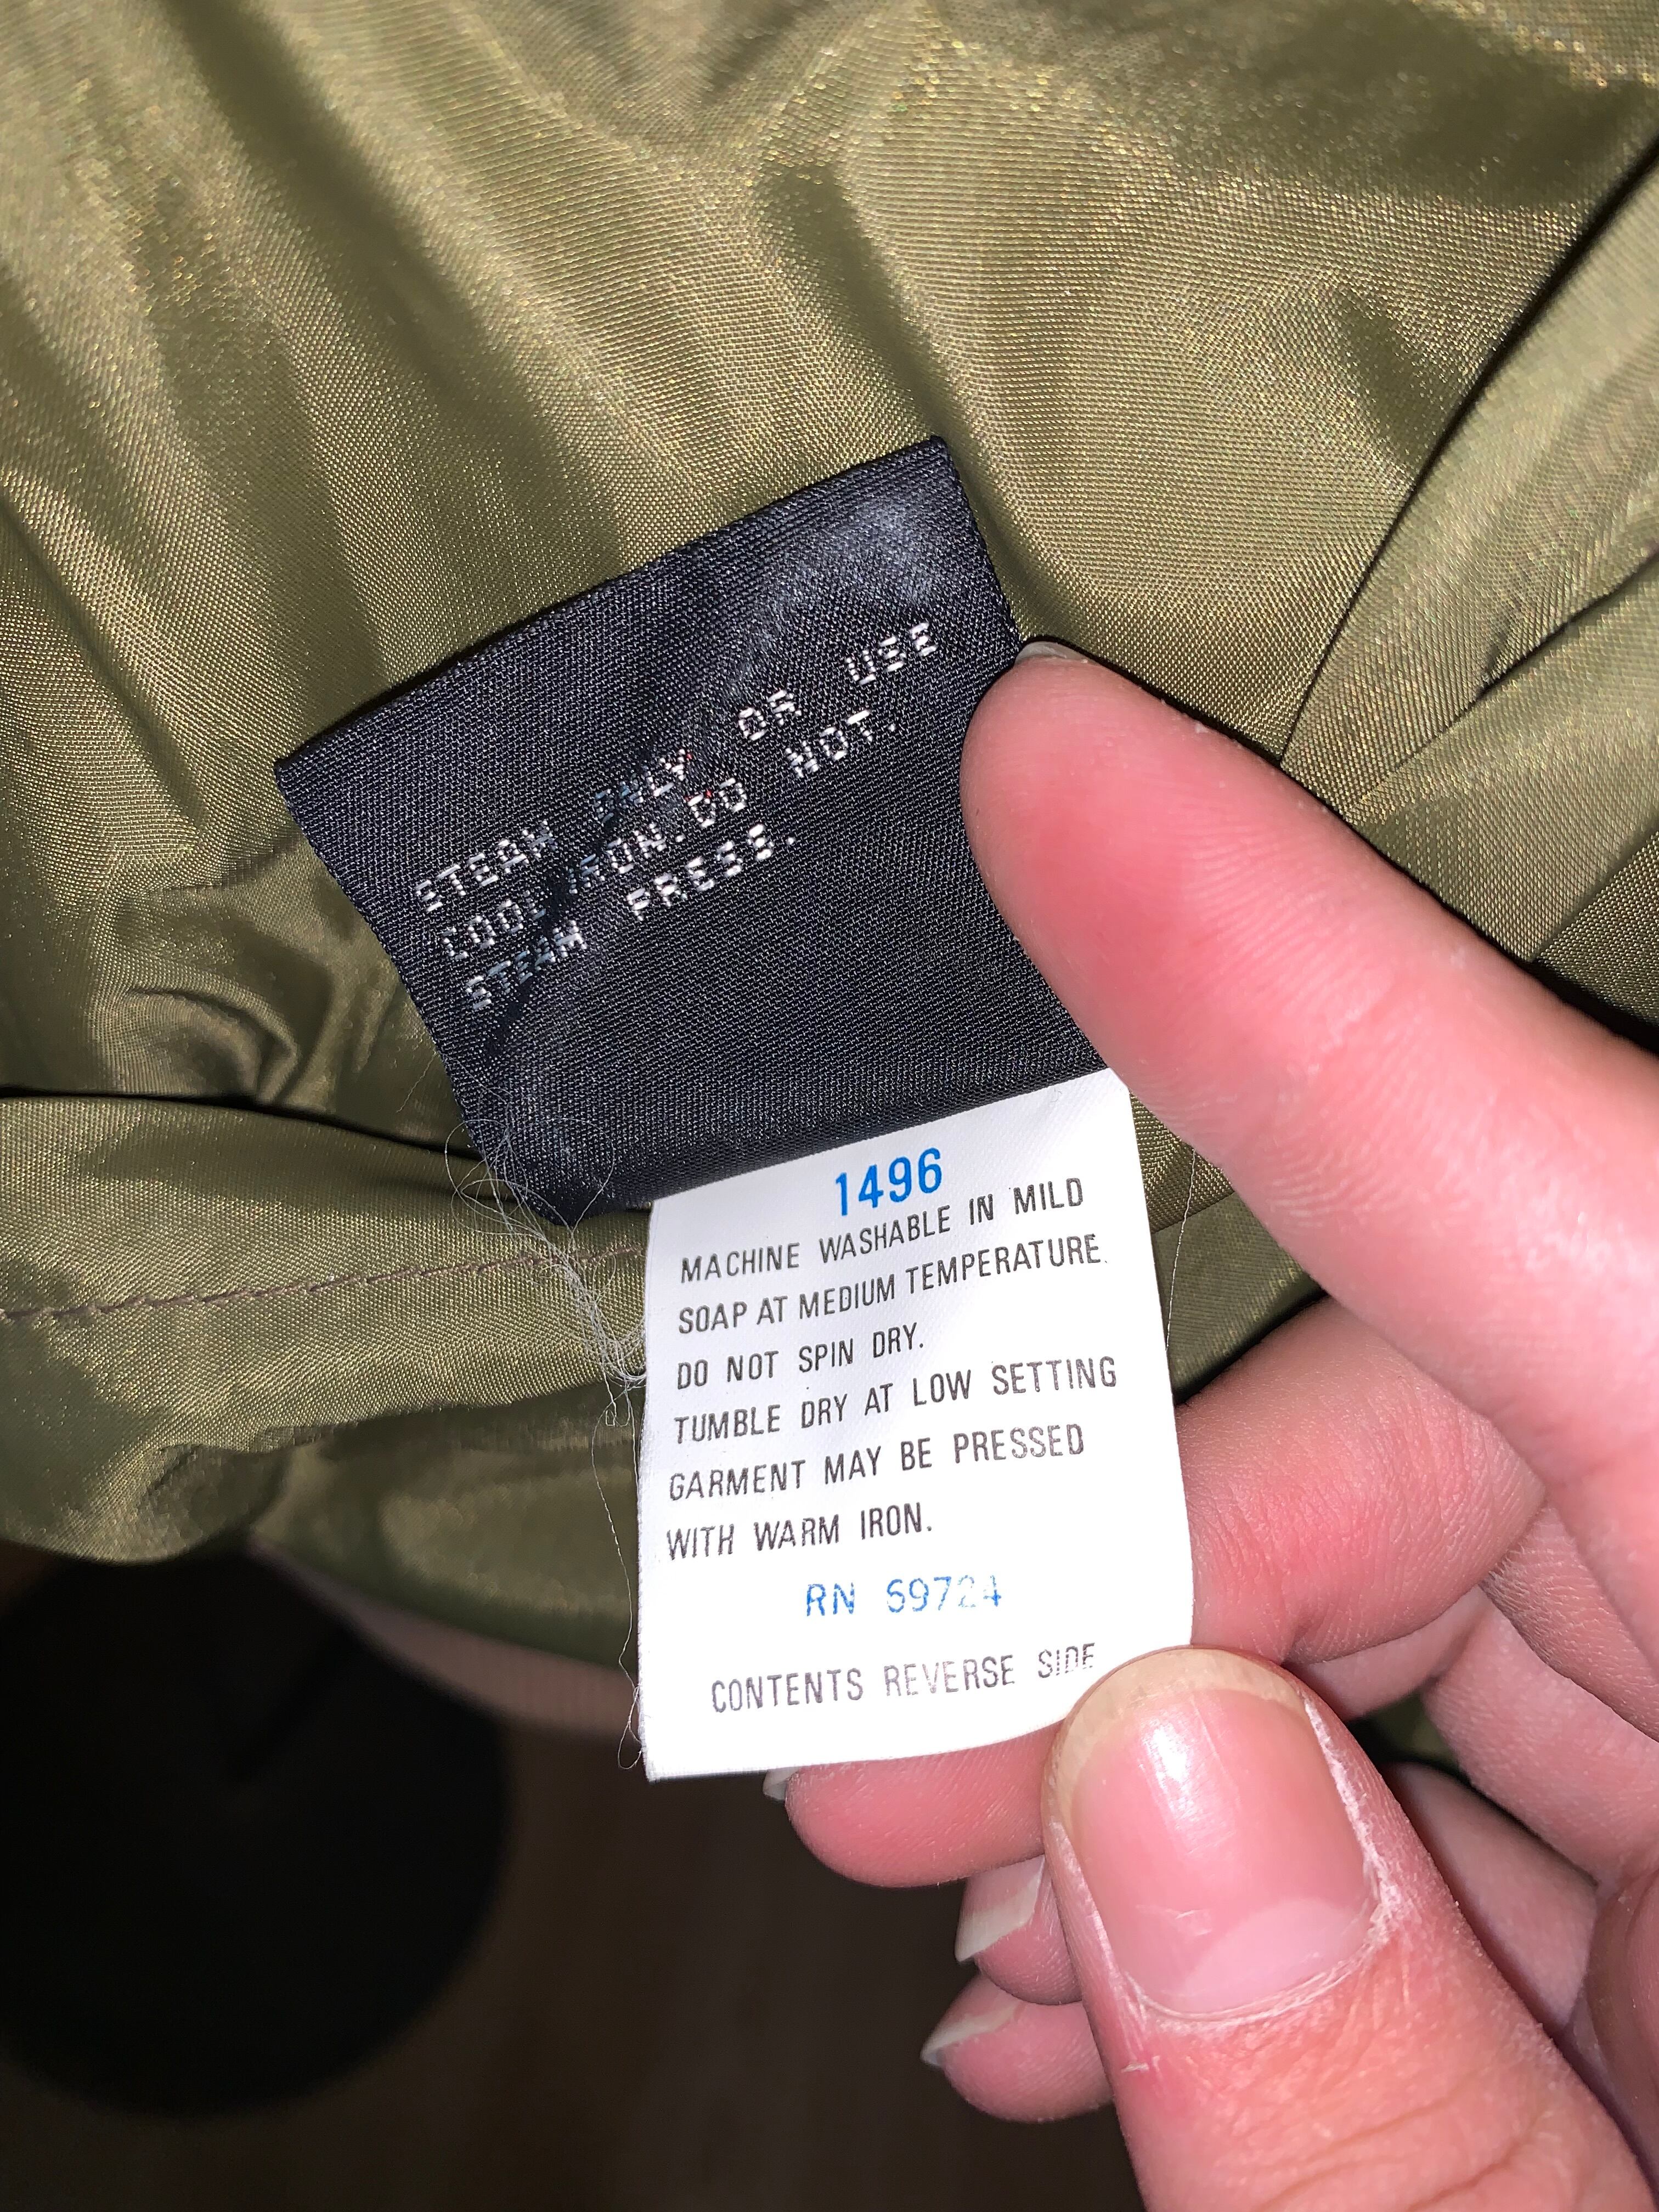 STEAM ONLY OR USE
COOL IRON.DO NOT.
STEAM PRESS.
1496
MACHINE WASHABLE IN MILD
SOAP AT MEDIUM TEMPERATURE.
DO NOT SPIN DRY.
TUMBLE DRY AT LOW SETTING
GARMENT MAY BE PRESSED
WITH WARM IRON.
RN 69724
CONTENTS REVERSE SIDE